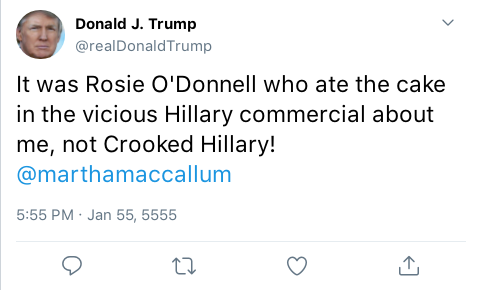 Donald J. Trump
@realDonaldTrump
It was Rosie O'Donnell who ate the cake
in the vicious Hillary commercial about
me, not Crooked Hillary!
@marthamaccallum
5:55 PM · Jan 55, 5555